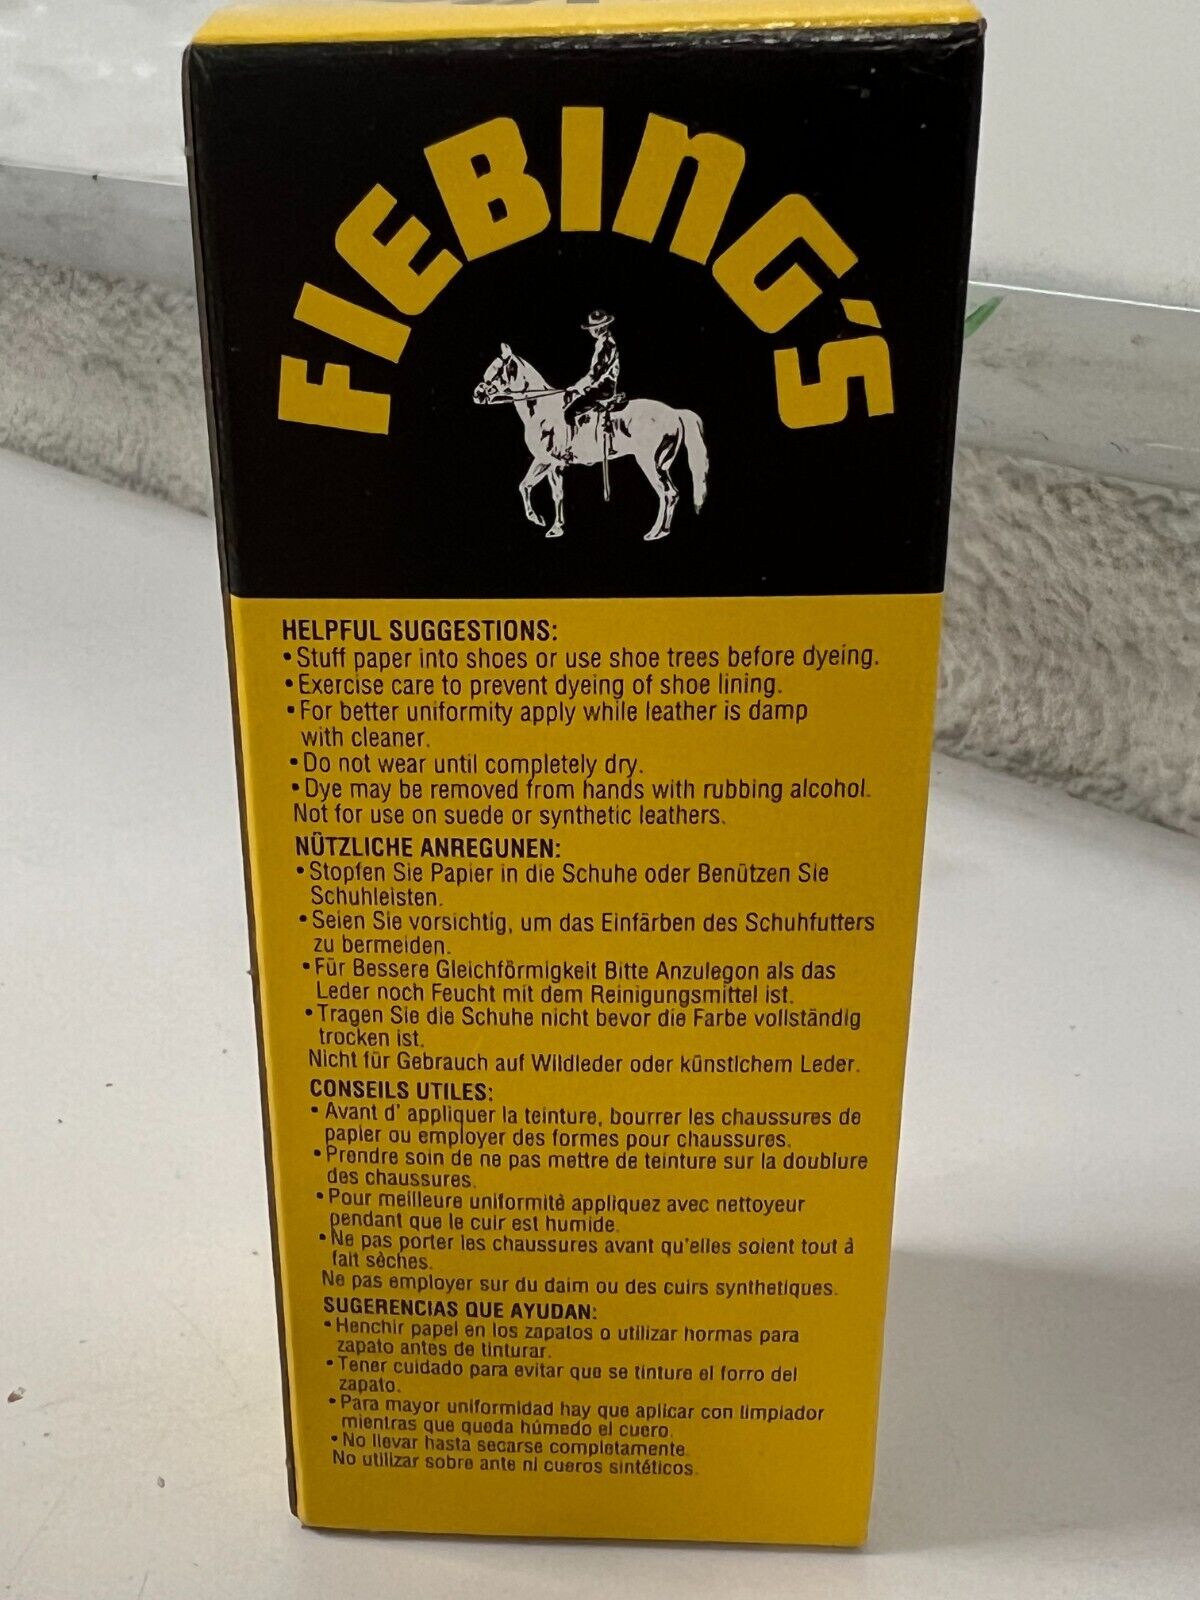 FIEBING'S
HELPFUL SUGGESTIONS:
• Stuff paper into shoes or use shoe trees before dyeing.
• Exercise care to prevent dyeing of shoe lining.
• For better uniformity apply while leather is damp
with cleaner.
• Do not wear until completely dry.
• Dye may be removed from hands with rubbing alcohol.
Not for use on suede or synthetic leathers.
NÜTZLICHE ANREGUNEN:
• Stopfen Sie Papier in die Schuhe oder Benützen Sie
Schuhleisten.
• Seien Sie vorsichtig, um das Einfärben des Schuhfutters
zu bermeiden.
• Für Bessere Gleichförmigkeit Bitte Anzulegon als das
Leder noch Feucht mit dem Reinigungsmittel ist.
• Tragen Sie die Schuhe nicht bevor die Farbe vollständig
trocken ist.
Nicht für Gebrauch auf Wildleder oder künstlchem Leder.
CONSEILS UTILES:
• Avant d' appliquer la teinture, bourrer les chaussures de
papier ou employer des formes pour chaussures.
• Prendre soin de ne pas mettre de teinture sur la doublure
des chaussures.
• Pour meilleure uniformité appliquez avec nettoyeur
pendant que le cuir est humide.
• Ne pas porter les chaussures avant qu'elles soient tout à
fait sèches.
Ne pas employer sur du daim ou des cuirs synthetiques.
SUGERENCIAS QUE AYUDAN:
• Henchir papel en los zapatos o utilizar hormas para
zapato antes de tinturar.
• Tener cuidado para evitar que se tinture el forro del
zapato.
• Para mayor uniformidad hay que aplicar con limpiador
mientras que queda húmedo el cuero.
• No llevar hasta secarse completamente.
No utilizar sobre ante ni cueros sintéticos.